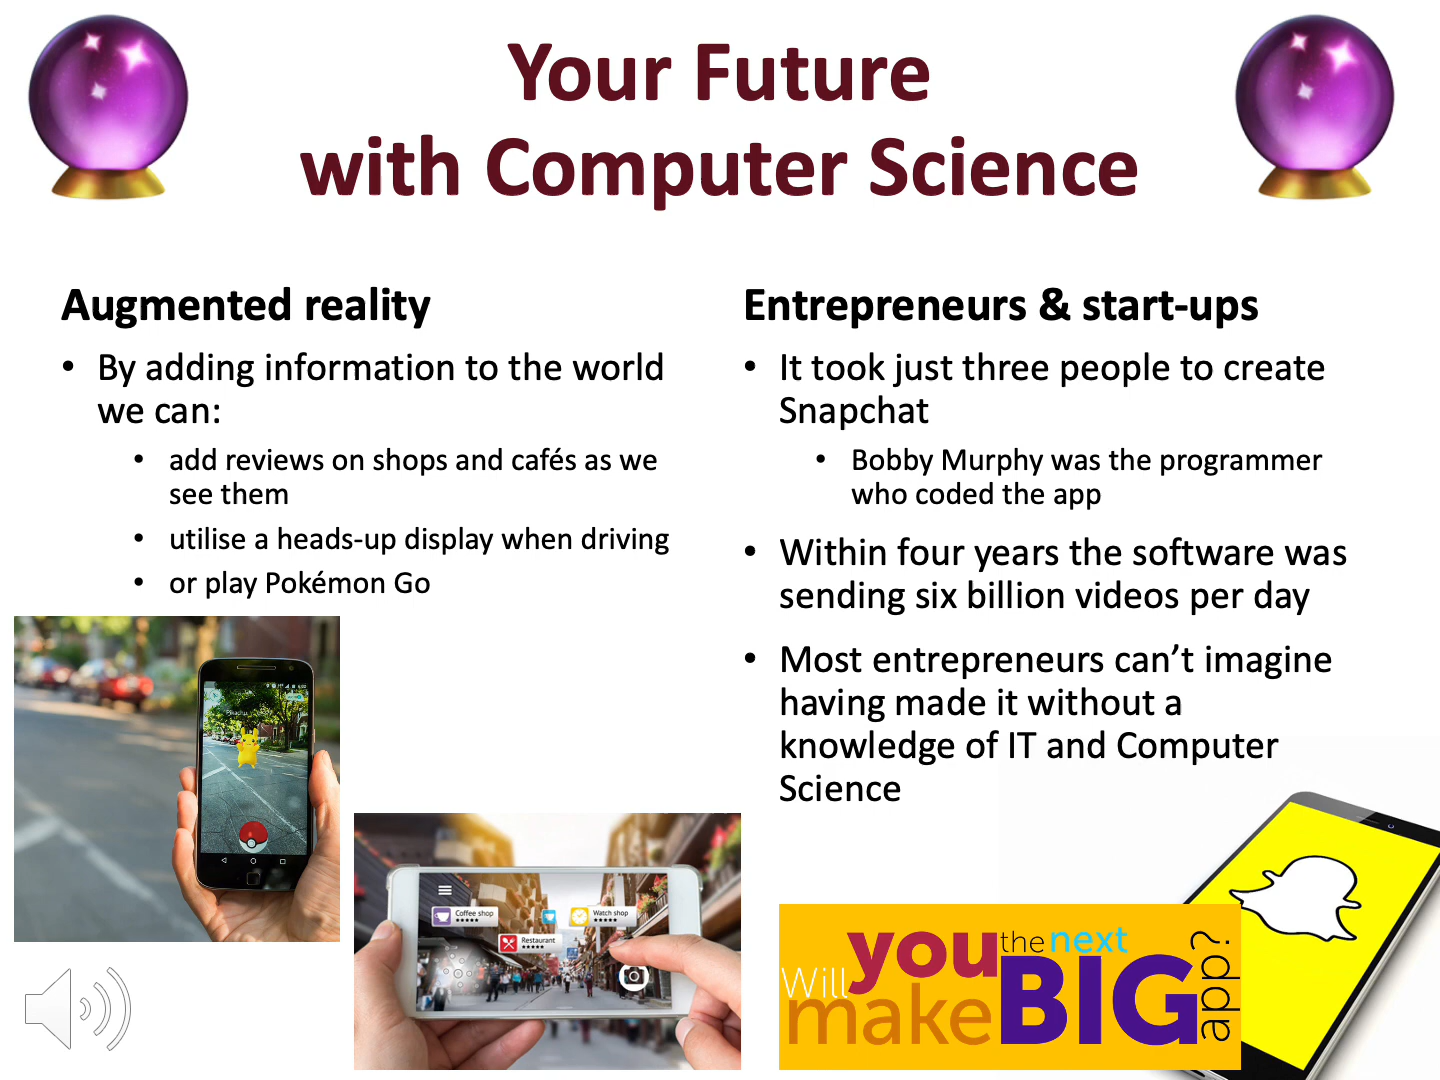 Your Future
with Computer Science
Augmented reality
• By adding information to the world
we can:
• add reviews on shops and cafés as we
see them
• utilise a heads-up display when driving
• or play Pokémon Go
Entrepreneurs & start-ups
• It took just three people to create
Snapchat
• Bobby Murphy was the programmer
who coded the app
• Within four years the software was
sending six billion videos per day
• Most entrepreneurs can’t imagine
having made it without a
knowledge of IT and Computer
Science
Coffee shop
Watch shop
Restaurant
Will you the next
make BIG app?